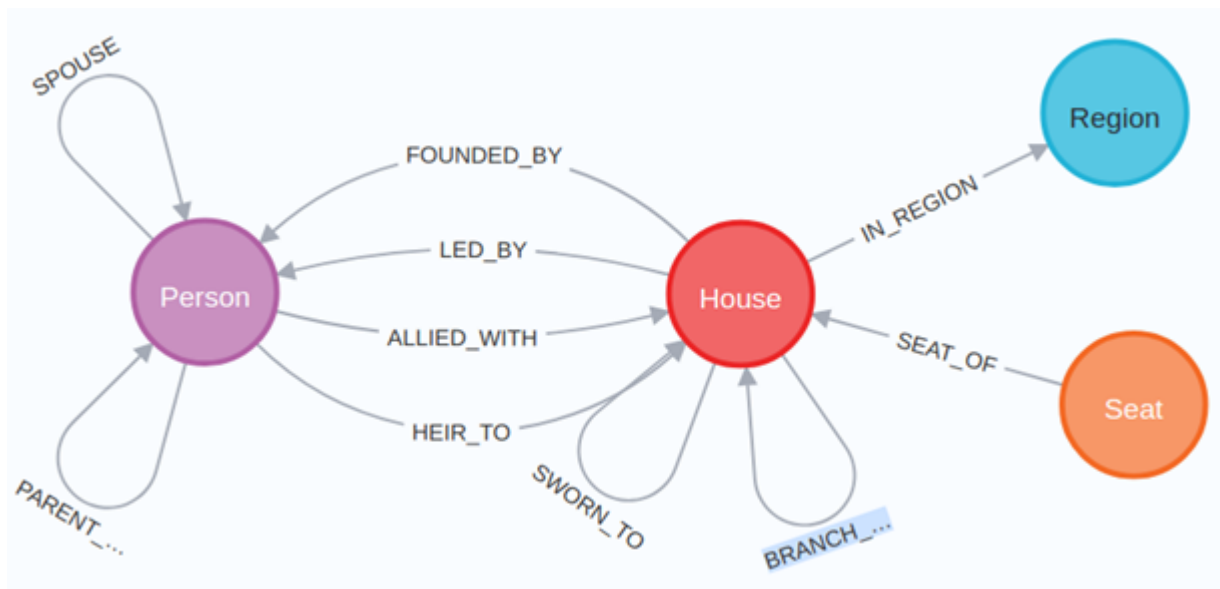 SPOUSE
FOUNDED_BY
Region
IN_REGION
LED_BY
Person
House
ALLIED_WITH
SEAT_OF
Seat
HEIR_TO
SWORN_TO
PARENT_...
BRANCH_...